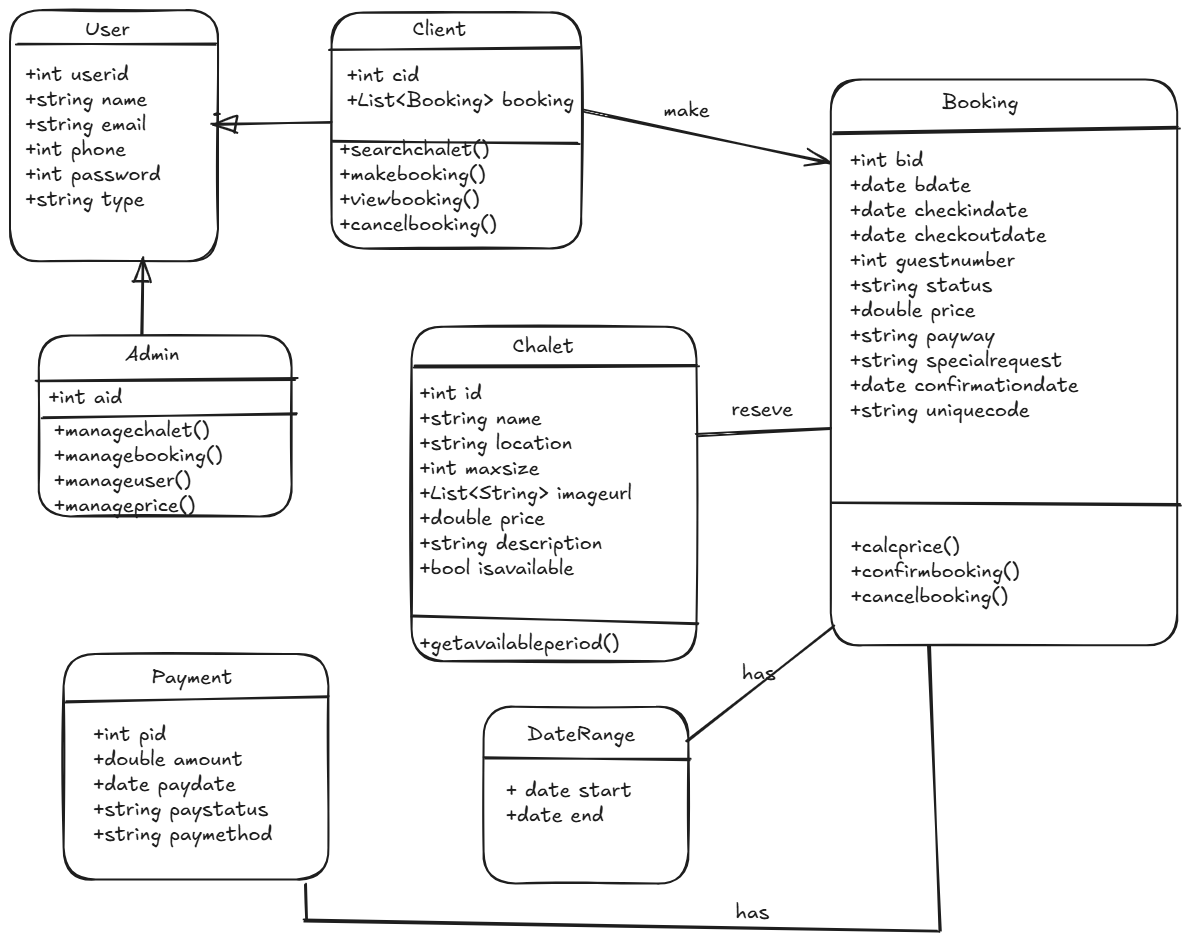 User
+int userid
+string name
+string email
+int phone
+int password
+string type
Client
+int cid
+List<Booking> booking
+searchchalet()
+makebooking()
+viewbooking()
+cancelbooking()
make
Booking
+int bid
+date bdate
+date checkindate
+date checkoutdate
+int guestnumber
+string status
+double price
+string payway
+string specialrequest
+date confirmationdate
+string uniquecode
+calcprice()
+confirmbooking()
+cancelbooking()
Admin
+int aid
+managechalet()
+managebooking()
+manageuser()
+manageprice()
Chalet
+int id
+string name
+string location
+int maxsize
+List<String> imageurl
+double price
+string description
+bool isavailable
+getavailableperiod()
reseve
has
Payment
+int pid
+double amount
+date paydate
+string paystatus
+string paymethod
DateRange
+ date start
+date end
has